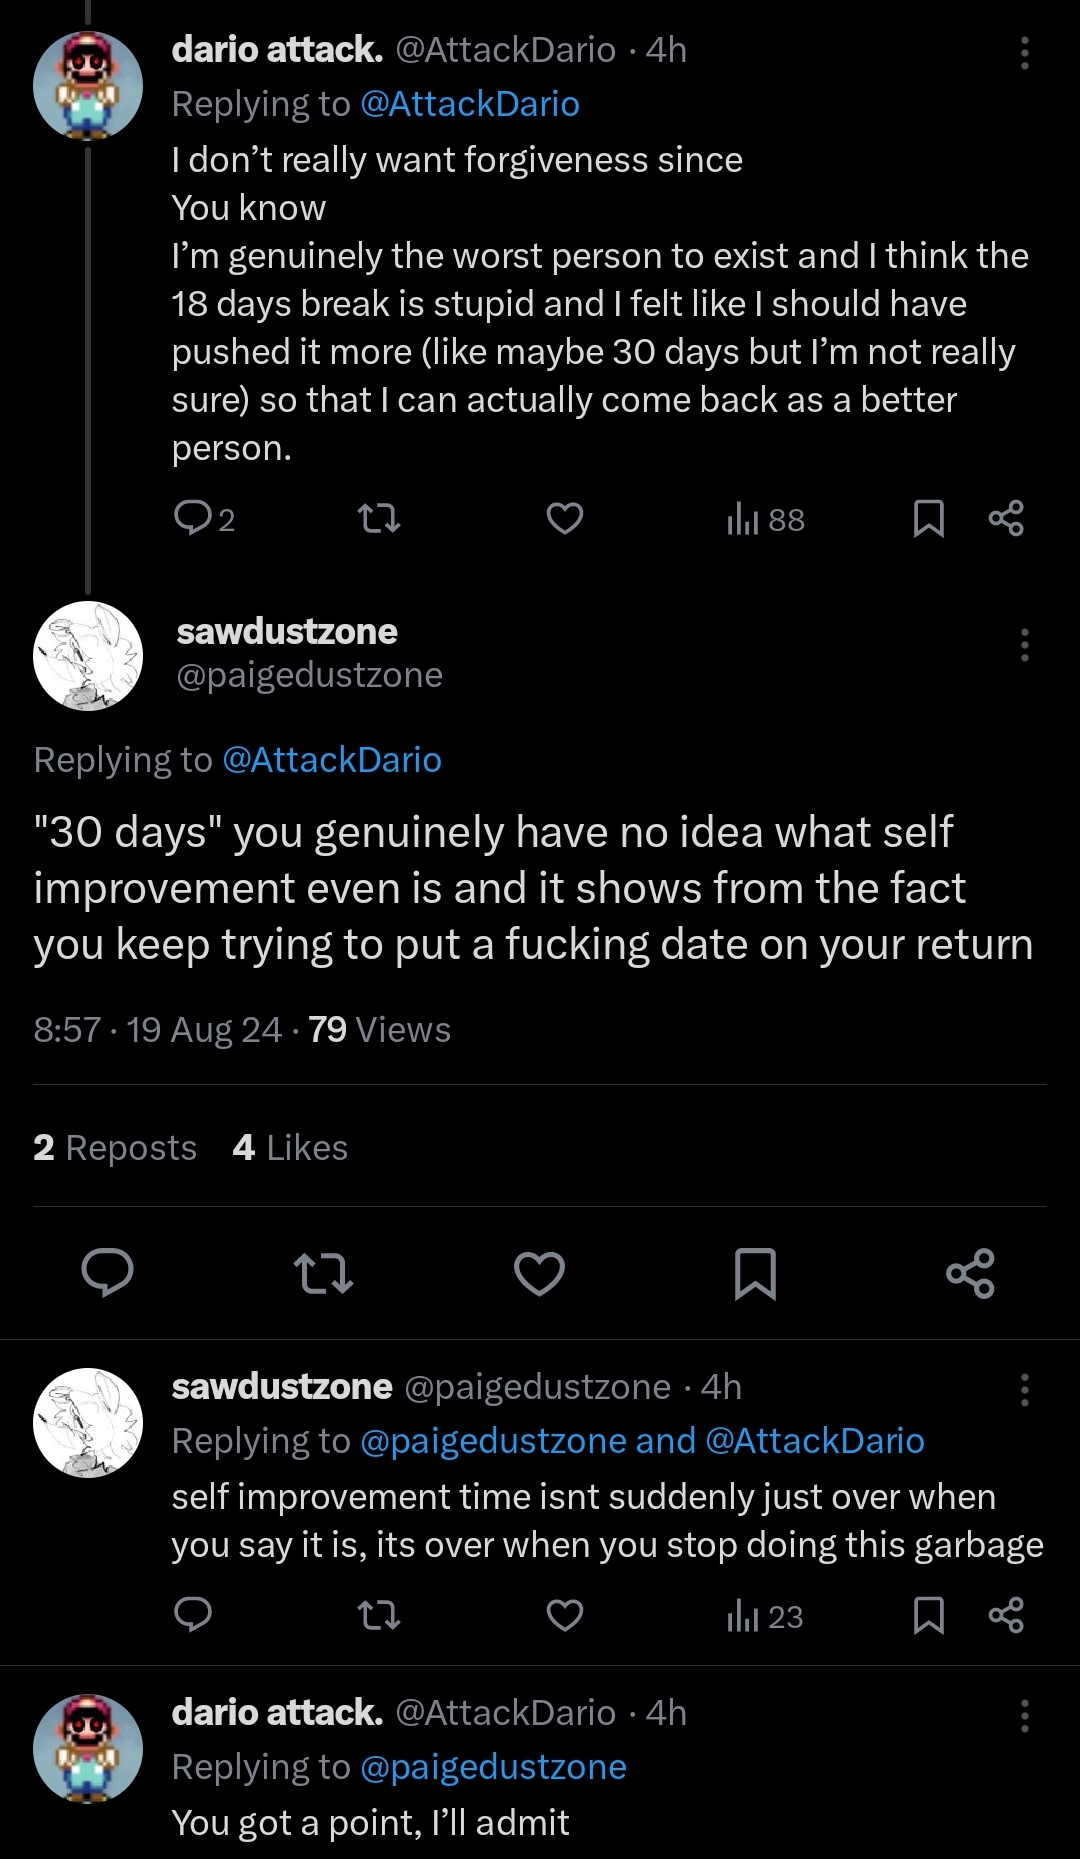 dario attack. @AttackDario · 4h
Replying to @AttackDario
I don’t really want forgiveness since
You know
I’m genuinely the worst person to exist and I think the
18 days break is stupid and I felt like I should have
pushed it more (like maybe 30 days but I’m not really
sure) so that I can actually come back as a better
person.
2 88
sawdustzone
@paigedustzone
Replying to @AttackDario
"30 days" you genuinely have no idea what self
improvement even is and it shows from the fact
you keep trying to put a fucking date on your return
8:57 · 19 Aug 24 · 79 Views
2 Reposts 4 Likes
sawdustzone @paigedustzone · 4h
Replying to @paigedustzone and @AttackDario
self improvement time isnt suddenly just over when
you say it is, its over when you stop doing this garbage
23
dario attack. @AttackDario · 4h
Replying to @paigedustzone
You got a point, I’ll admit